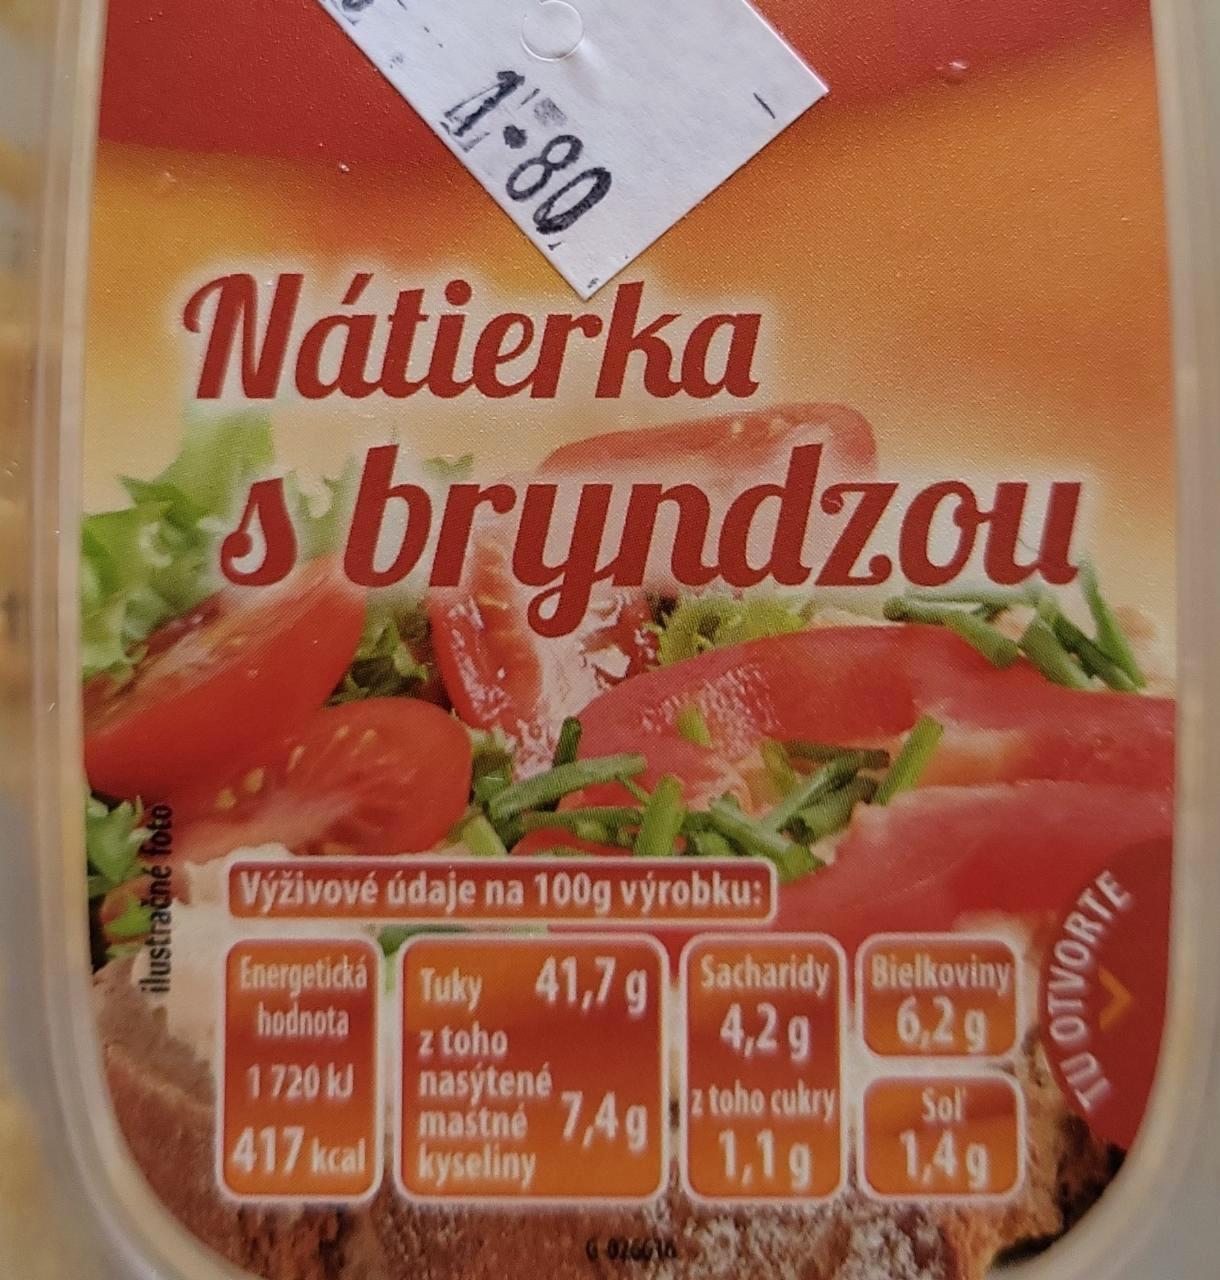 1.80
Nátierka
s bryndzou
ilustračné foto
Výživové údaje na 100g výrobku:
Energetická
hodnota
1 720 kJ
417 kcal
Tuky 41,7 g
z toho
nasýtené
mastné
kyseliny
7,4 g
Sacharidy
4,2 g
z toho cukry
1,1 g
Bielkoviny
6,2 g
Soľ
1,4 g
TU OTVORTE